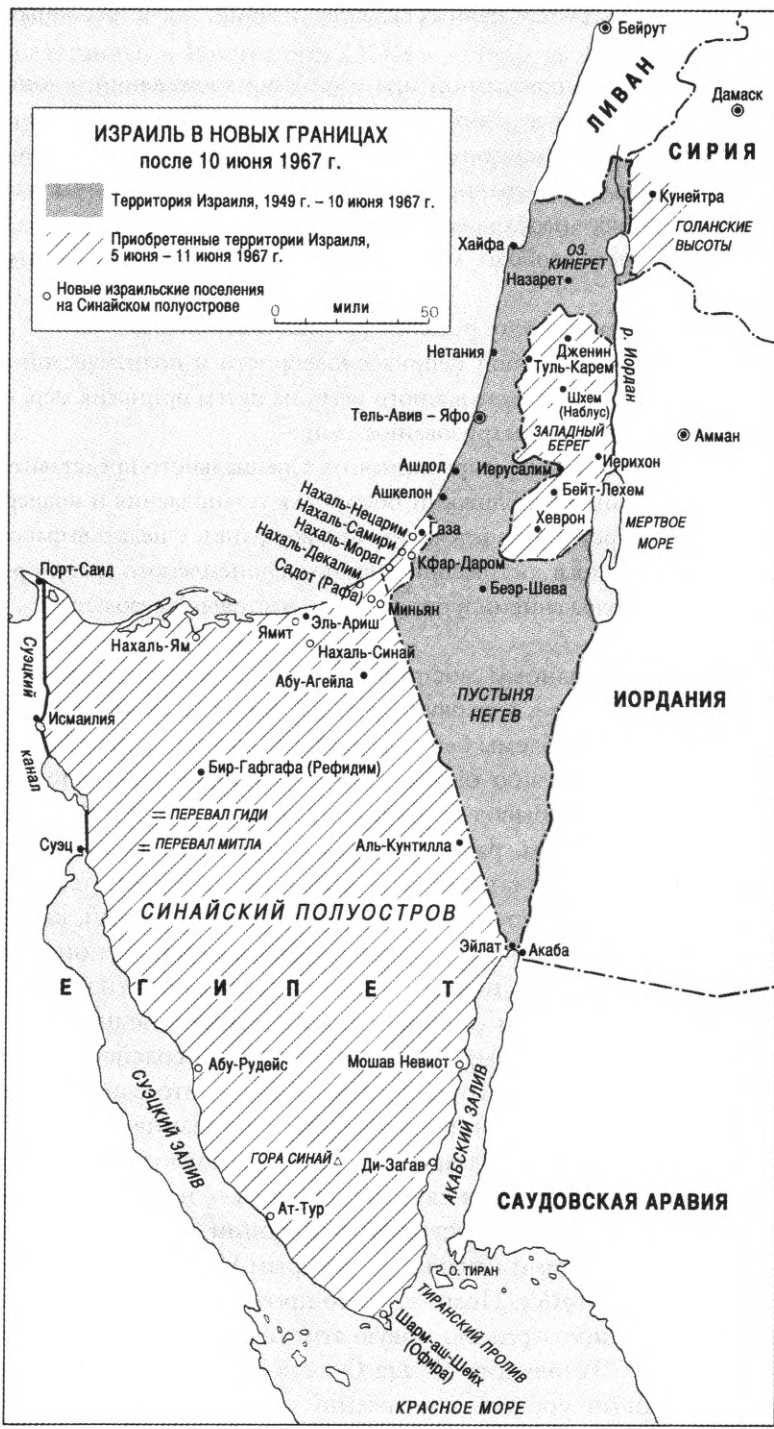 ИЗРАИЛЬ В НОВЫХ ГРАНИЦАХ
после 10 июня 1967 г.
Территория Израиля, 1949 г. – 10 июня 1967 г.
Приобретенные территории Израиля,
5 июня – 11 июня 1967 г.
Новые израильские поселения
на Синайском полуострове
0 МИЛИ 50
Бейрут
ЛИВАН
Дамаск
СИРИЯ
Кунейтра
ГОЛАНСКИЕ
ВЫСОТЫ
Хайфа
ОЗ.
КИНЕРЕТ
Назарет
Нетания
Дженин
Туль-Карем
Шхем
(Наблус)
р. Иордан
Тель-Авив – Яфо
ЗАПАДНЫЙ
БЕРЕГ
Амман
Ашдод
Иерусалим
Иерихон
Ашкелон
Бейт-Лехем
Хеврон
МЕРТВОЕ
МОРЕ
Нахаль-Нецарим
Нахаль-Самири
Нахаль-Мораг
Нахаль-Декалим
Садот (Рафа)
Газа
Кфар-Даром
Беэр-Шева
Миньян
Порт-Саид
Эль-Ариш
Ямит
Нахаль-Ям
Нахаль-Синай
Абу-Агейла
Суэцкий
канал
Исмаилия
ПУСТЫНЯ
НЕГЕВ
ИОРДАНИЯ
Бир-Гафгафа (Рефидим)
ПЕРЕВАЛ ГИДИ
ПЕРЕВАЛ МИТЛА
Суэц
Аль-Кунтилла
СИНАЙСКИЙ ПОЛУОСТРОВ
Эйлат
Акаба
ЕГИПЕТ
Абу-Рудейс
Мошав Невиот
СУЭЦКИЙ ЗАЛИВ
АКАБСКИЙ ЗАЛИВ
ГОРА СИНАЙ
Ди-Загав
Ат-Тур
САУДОВСКАЯ АРАВИЯ
О. ТИРАН
ТИРАНСКИЙ ПРОЛИВ
Шарм-аш-Шейх
(Офира)
КРАСНОЕ МОРЕ